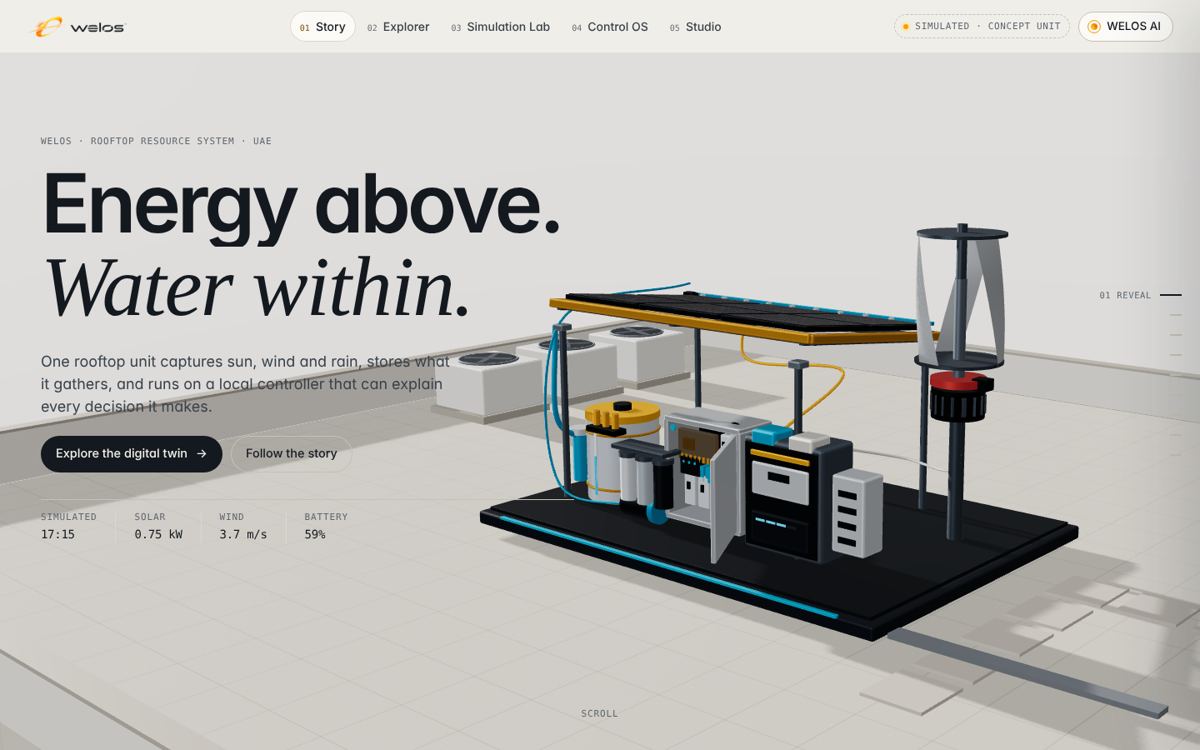 welos
01 Story
02 Explorer
03 Simulation Lab
04 Control OS
05 Studio
SIMULATED · CONCEPT UNIT
WELOS AI
WELOS · ROOFTOP RESOURCE SYSTEM · UAE
Energy above.
Water within.
01 REVEAL
One rooftop unit captures sun, wind and rain, stores what
it gathers, and runs on a local controller that can explain
every decision it makes.
Explore the digital twin →
Follow the story
SIMULATED
17:15
SOLAR
0.75 kW
WIND
3.7 m/s
BATTERY
59%
SCROLL